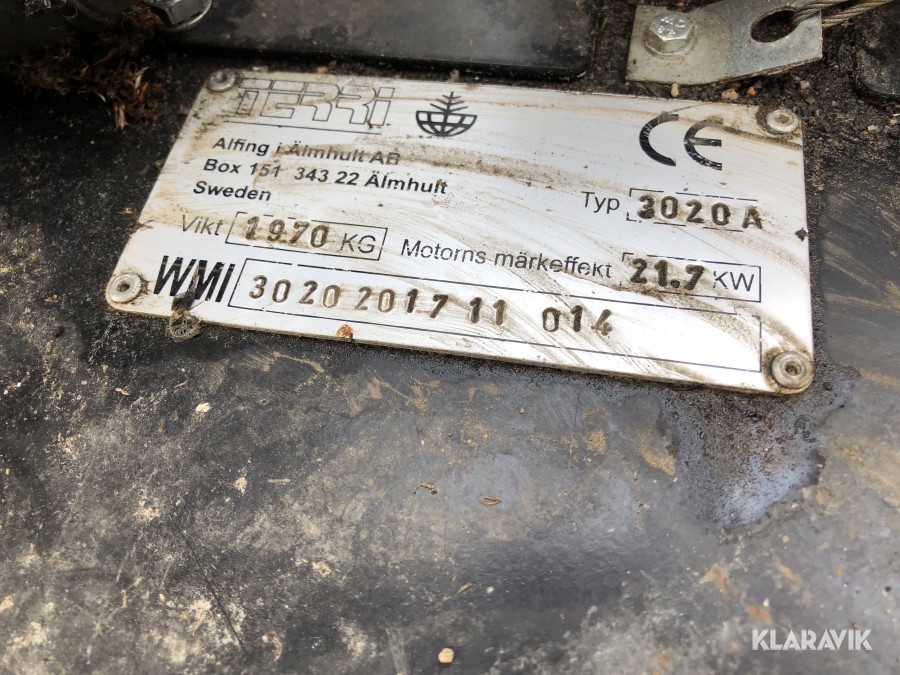 TERRI
CE
Alfing i Älmhult AB
Box 151 343 22 Älmhult
Sweden
Typ 3020 A
Vikt 1970 KG Motorns märkeffekt 21.7 KW
WMI 3020 2017 11 014
KLARAVIK